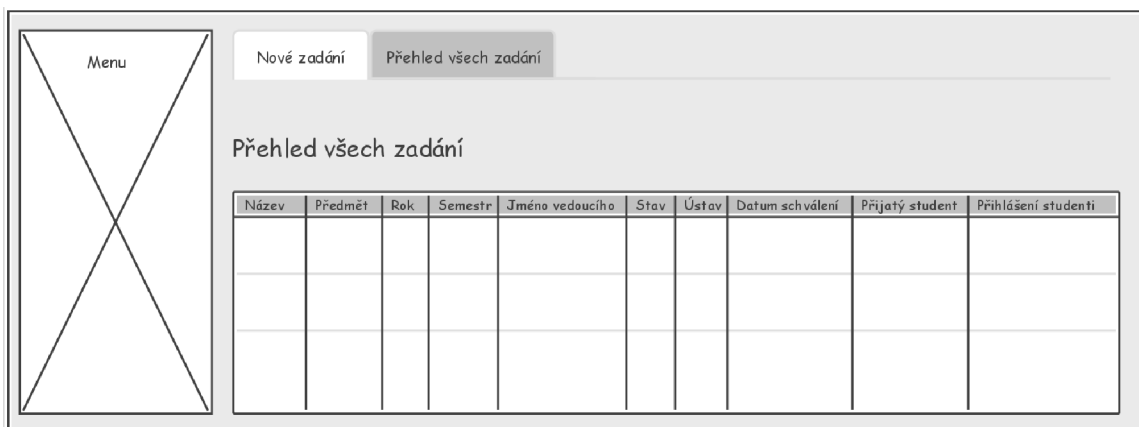 Menu
Nové zadání Přehled všech zadání
Přehled všech zadání
Název Předmět Rok Semestr Jméno vedoucího Stav Ústav Datum schválení Přijatý student Přihlášení studenti